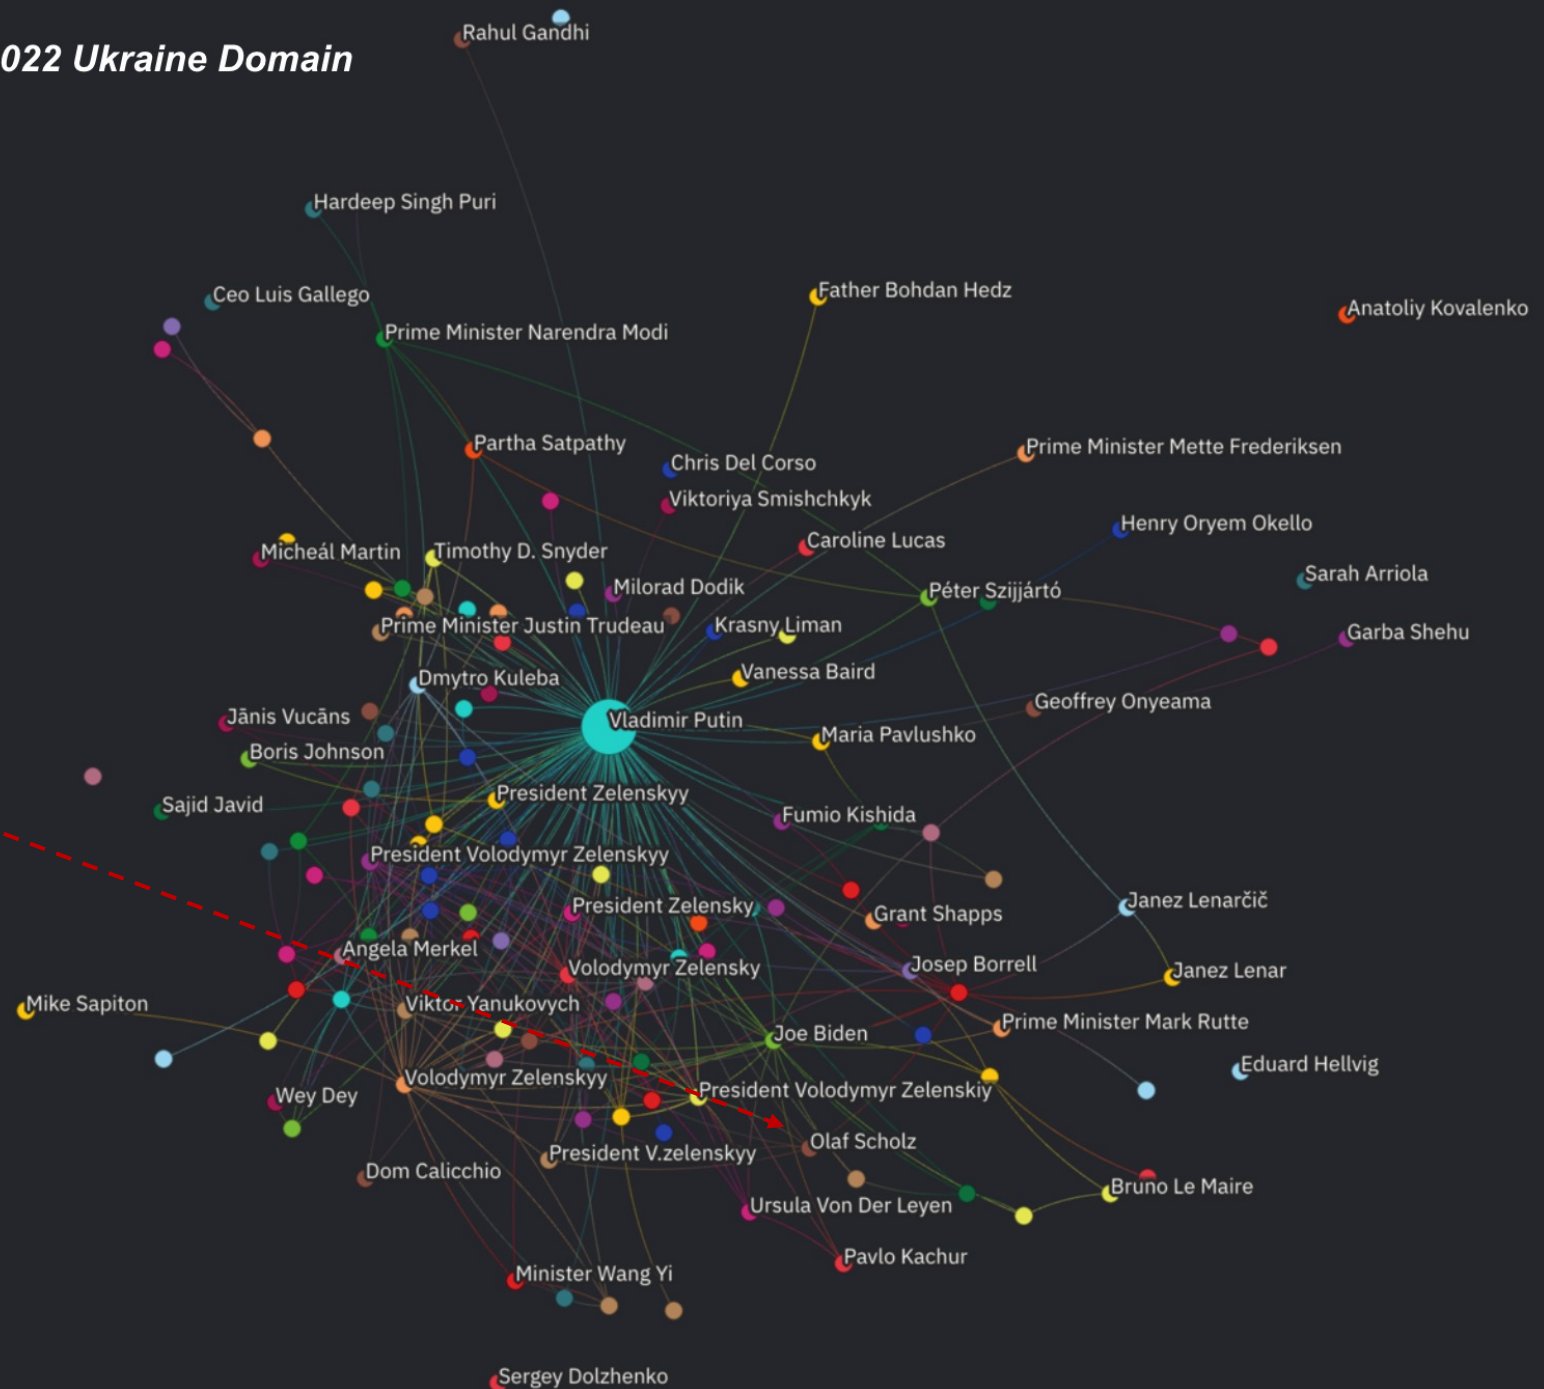 Rahul Gandhi
022 Ukraine Domain
Hardeep Singh Puri
Ceo Luis Gallego
Father Bohdan Hedz
Anatoliy Kovalenko
Prime Minister Narendra Modi
Partha Satpathy
Prime Minister Mette Frederiksen
Chris Del Corso
Viktoriya Smishchkyk
Henry Oryem Okello
Caroline Lucas
Micheál Martin
Timothy D. Snyder
Sarah Arriola
Milorad Dodik
Péter Szijjártó
Prime Minister Justin Trudeau
Krasny Liman
Garba Shehu
Vanessa Baird
Dmytro Kuleba
Geoffrey Onyeama
Jānis Vucāns
Vladimir Putin
Maria Pavlushko
Boris Johnson
President Zelenskyy
Sajid Javid
Fumio Kishida
President Volodymyr Zelenskyy
Janez Lenarčič
President Zelensky
Grant Shapps
Angela Merkel
Volodymyr Zelensky
Josep Borrell
Janez Lenar
Mike Sapiton
Viktor Yanukovych
Prime Minister Mark Rutte
Joe Biden
Eduard Hellvig
Volodymyr Zelenskyy
President Volodymyr Zelenskiy
Wey Dey
Olaf Scholz
President V.zelenskyy
Dom Calicchio
Bruno Le Maire
Ursula Von Der Leyen
Pavlo Kachur
Minister Wang Yi
Sergey Dolzhenko